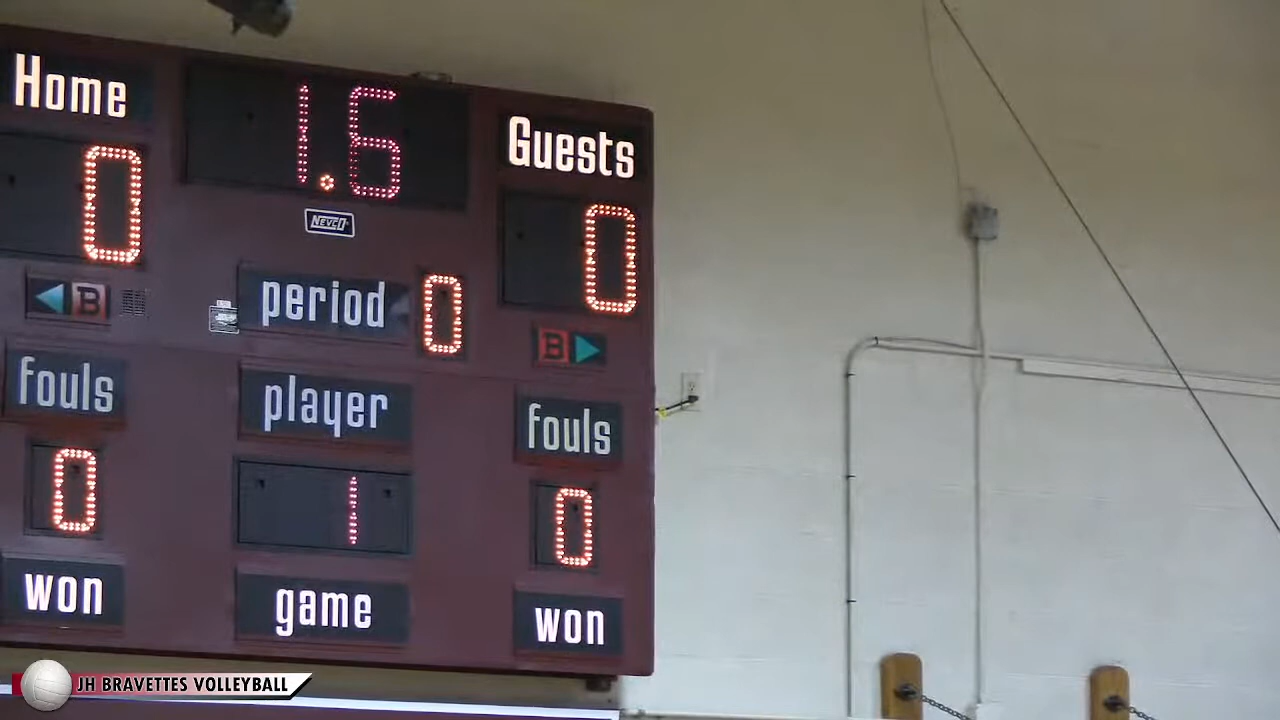 Home
1.6
Guests
0
0
NEVCO
B
period
0
B
fouls
player
fouls
0
1
0
won
game
won
JH BRAVETTES VOLLEYBALL